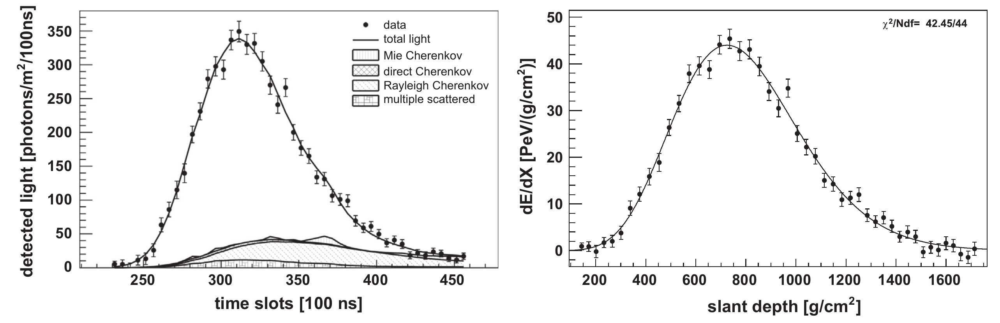 detected light [photons/m²/100ns]
350
300
250
200
150
100
50
0
data
total light
Mie Cherenkov
direct Cherenkov
Rayleigh Cherenkov
multiple scattered
250 300 350 400 450
time slots [100 ns]
dE/dX [PeV/(g/cm²)]
50
40
30
20
10
0
χ²/Ndf= 42.45/44
200 400 600 800 1000 1200 1400 1600
slant depth [g/cm²]